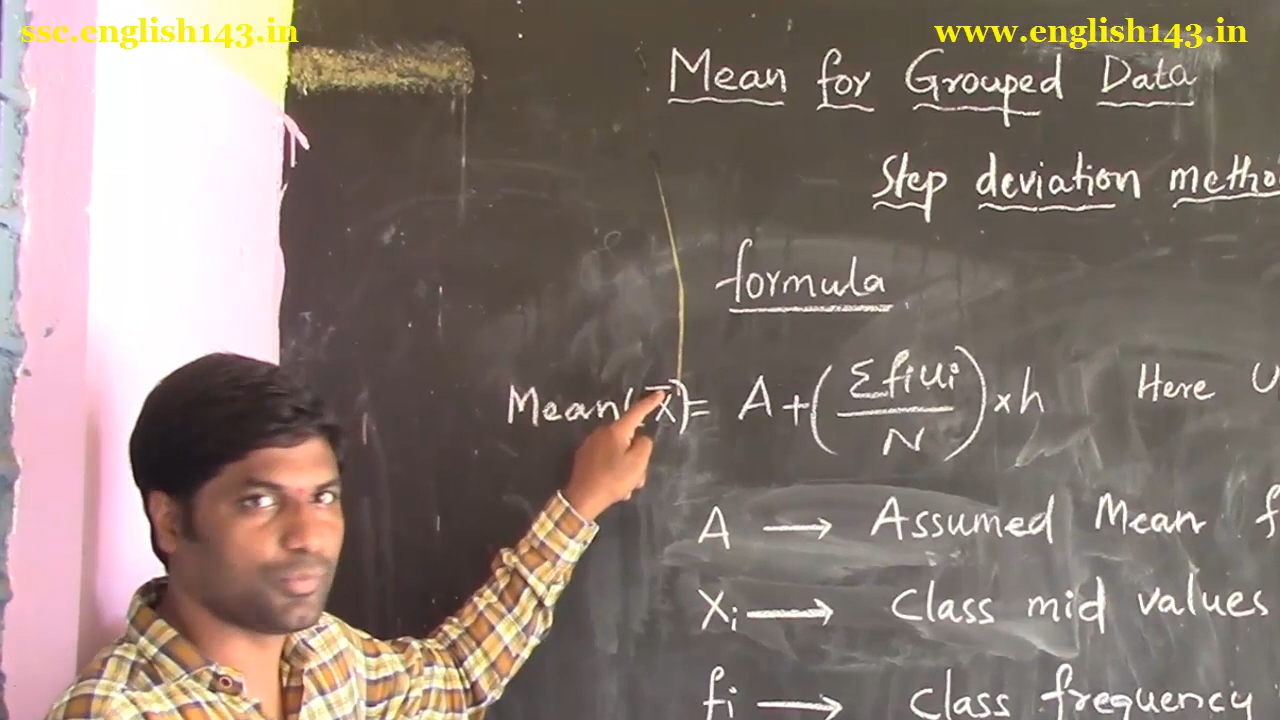 ssc.english143.in
www.english143.in
Mean for Grouped Data
Step deviation
formula
Mean (x̄) = A + (Σfiui / N) × h Here
A → Assumed Mean
Xi → Class mid values
fi → Class frequency